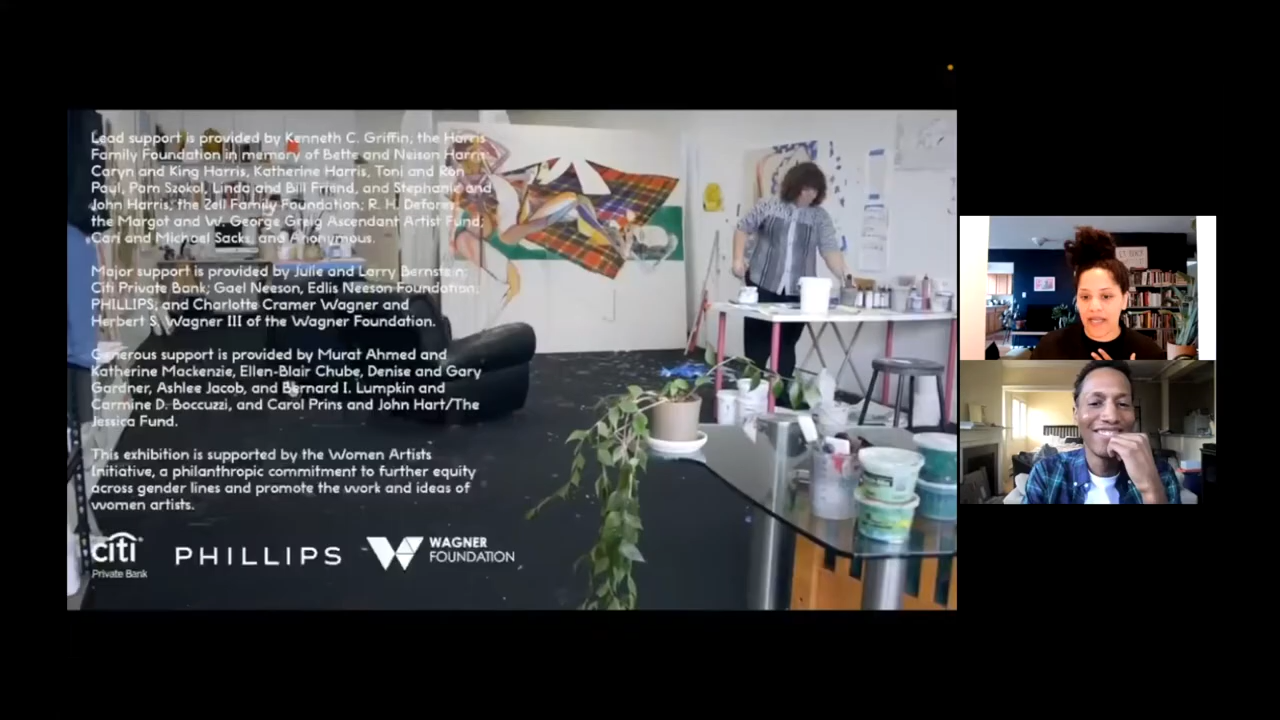 Lead support is provided by Kenneth C. Griffin; the Harris
Family Foundation in memory of Bette and Neison Harris:
Caryn and King Harris, Katherine Harris, Toni and Ron
Paul, Pam Szokol, Linda and Bill Friend, and Stephanie and
John Harris; the Zell Family Foundation; R. H. Defares;
the Margot and W. George Greig Ascendant Artist Fund;
Cari and Michael Sacks; and Anonymous.
Major support is provided by Julie and Larry Bernstein;
Citi Private Bank; Gael Neeson, Edlis Neeson Foundation;
PHILLIPS; and Charlotte Cramer Wagner and
Herbert S. Wagner III of the Wagner Foundation.
Generous support is provided by Murat Ahmed and
Katherine Mackenzie, Ellen-Blair Chube, Denise and Gary
Gardner, Ashlee Jacob, and Bernard I. Lumpkin and
Carmine D. Boccuzzi, and Carol Prins and John Hart/The
Jessica Fund.
This exhibition is supported by the Women Artists
Initiative, a philanthropic commitment to further equity
across gender lines and promote the work and ideas of
women artists.
citi
Private Bank
PHILLIPS
WAGNER
FOUNDATION